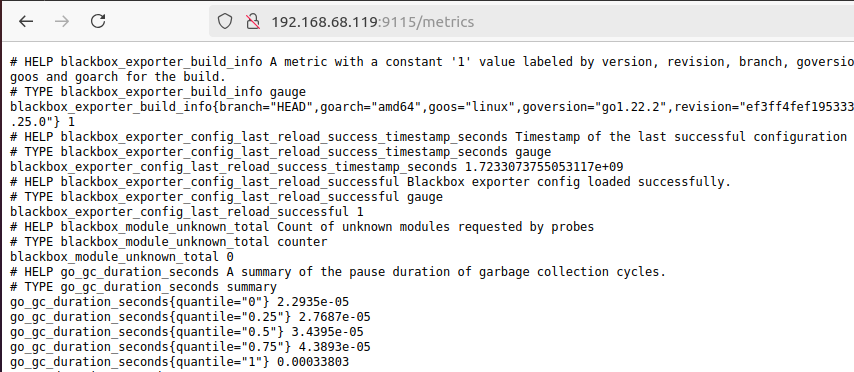 192.168.68.119:9115/metrics
# HELP blackbox_exporter_build_info A metric with a constant '1' value labeled by version, revision, branch, goversio
goos and goarch for the build.
# TYPE blackbox_exporter_build_info gauge
blackbox_exporter_build_info{branch="HEAD",goarch="amd64",goos="linux",goversion="go1.22.2",revision="ef3ff4fef195333
.25.0"} 1
# HELP blackbox_exporter_config_last_reload_success_timestamp_seconds Timestamp of the last successful configuration
# TYPE blackbox_exporter_config_last_reload_success_timestamp_seconds gauge
blackbox_exporter_config_last_reload_success_timestamp_seconds 1.7233073755053117e+09
# HELP blackbox_exporter_config_last_reload_successful Blackbox exporter config loaded successfully.
# TYPE blackbox_exporter_config_last_reload_successful gauge
blackbox_exporter_config_last_reload_successful 1
# HELP blackbox_module_unknown_total Count of unknown modules requested by probes
# TYPE blackbox_module_unknown_total counter
blackbox_module_unknown_total 0
# HELP go_gc_duration_seconds A summary of the pause duration of garbage collection cycles.
# TYPE go_gc_duration_seconds summary
go_gc_duration_seconds{quantile="0"} 2.2935e-05
go_gc_duration_seconds{quantile="0.25"} 2.7687e-05
go_gc_duration_seconds{quantile="0.5"} 3.4395e-05
go_gc_duration_seconds{quantile="0.75"} 4.3893e-05
go_gc_duration_seconds{quantile="1"} 0.00033803